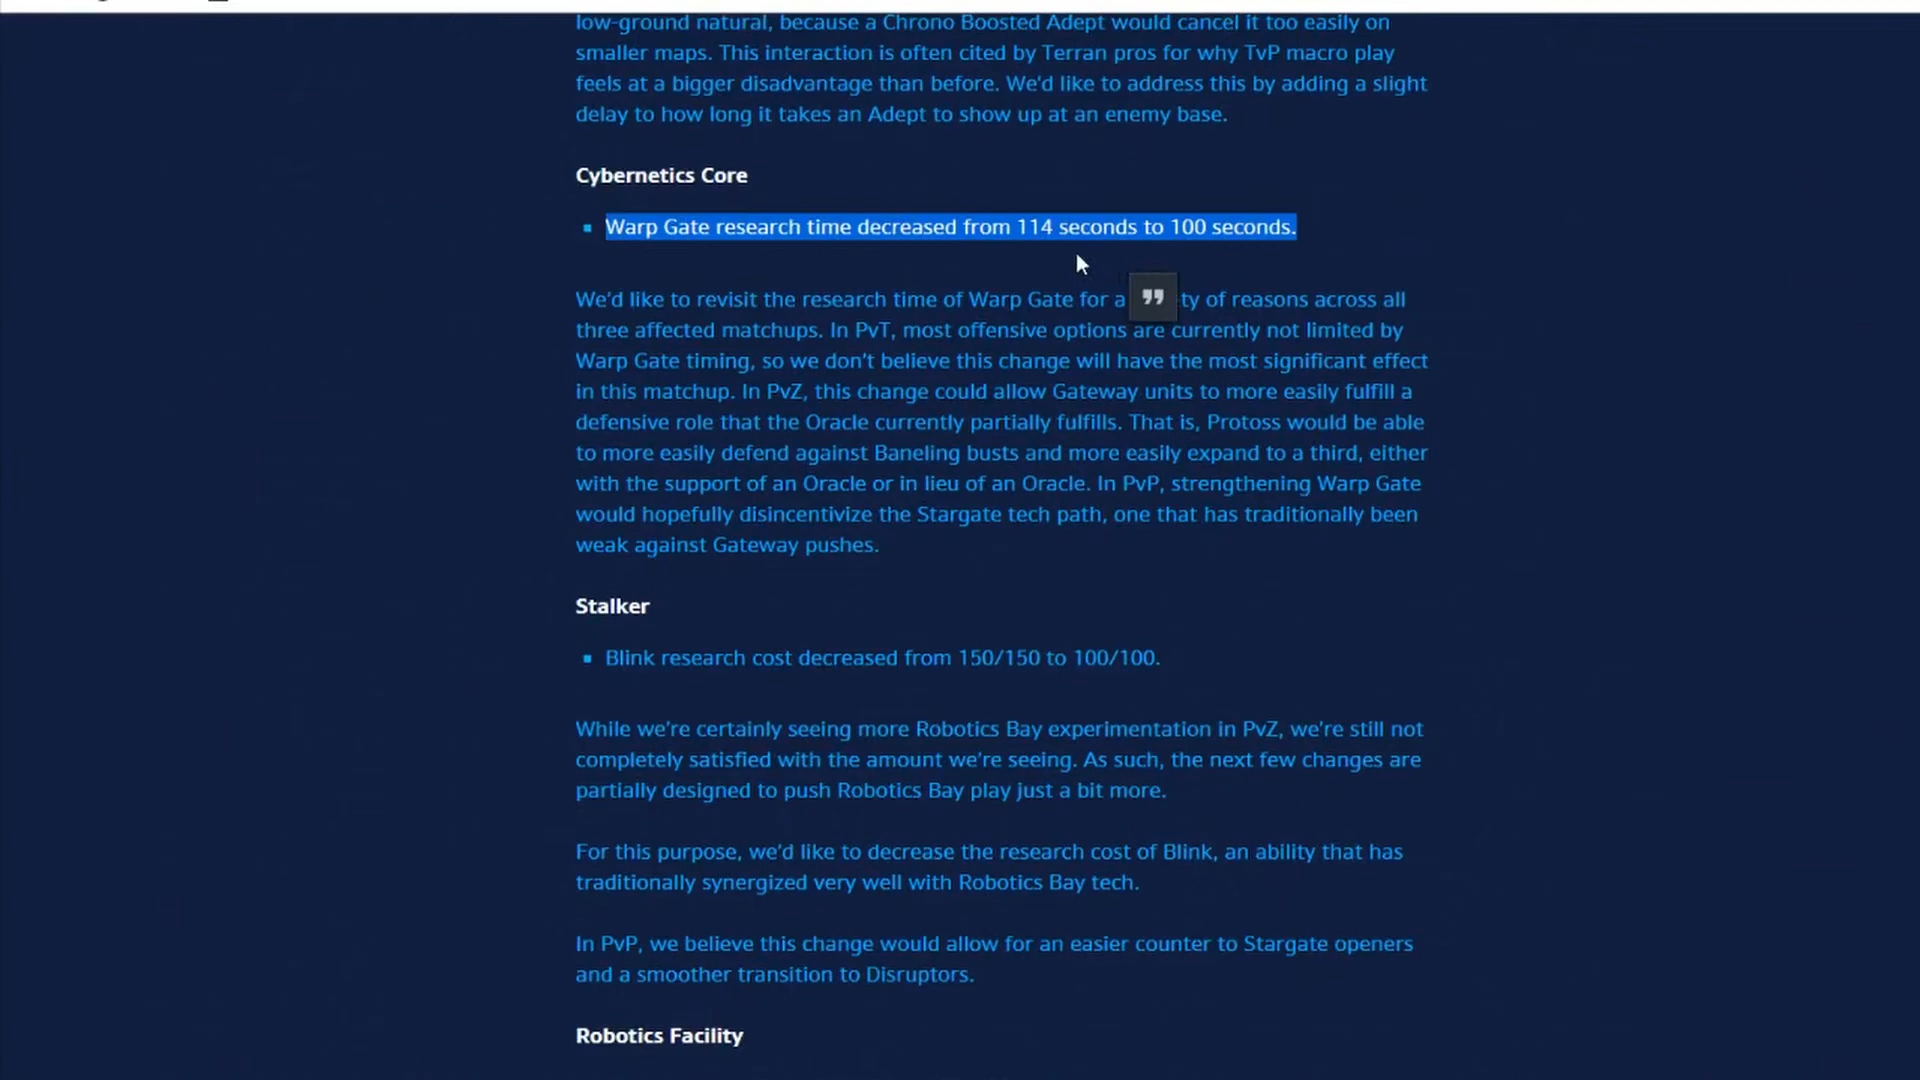 low-ground natural, because a Chrono Boosted Adept would cancel it too easily on
smaller maps. This interaction is often cited by Terran pros for why TvP macro play
feels at a bigger disadvantage than before. We'd like to address this by adding a slight
delay to how long it takes an Adept to show up at an enemy base.
Cybernetics Core
Warp Gate research time decreased from 114 seconds to 100 seconds.
We'd like to revisit the research time of Warp Gate for a ty of reasons across all
three affected matchups. In PvT, most offensive options are currently not limited by
Warp Gate timing, so we don't believe this change will have the most significant effect
in this matchup. In PvZ, this change could allow Gateway units to more easily fulfill a
defensive role that the Oracle currently partially fulfills. That is, Protoss would be able
to more easily defend against Baneling busts and more easily expand to a third, either
with the support of an Oracle or in lieu of an Oracle. In PvP, strengthening Warp Gate
would hopefully disincentivize the Stargate tech path, one that has traditionally been
weak against Gateway pushes.
Stalker
Blink research cost decreased from 150/150 to 100/100.
While we're certainly seeing more Robotics Bay experimentation in PvZ, we're still not
completely satisfied with the amount we're seeing. As such, the next few changes are
partially designed to push Robotics Bay play just a bit more.
For this purpose, we'd like to decrease the research cost of Blink, an ability that has
traditionally synergized very well with Robotics Bay tech.
In PvP, we believe this change would allow for an easier counter to Stargate openers
and a smoother transition to Disruptors.
Robotics Facility